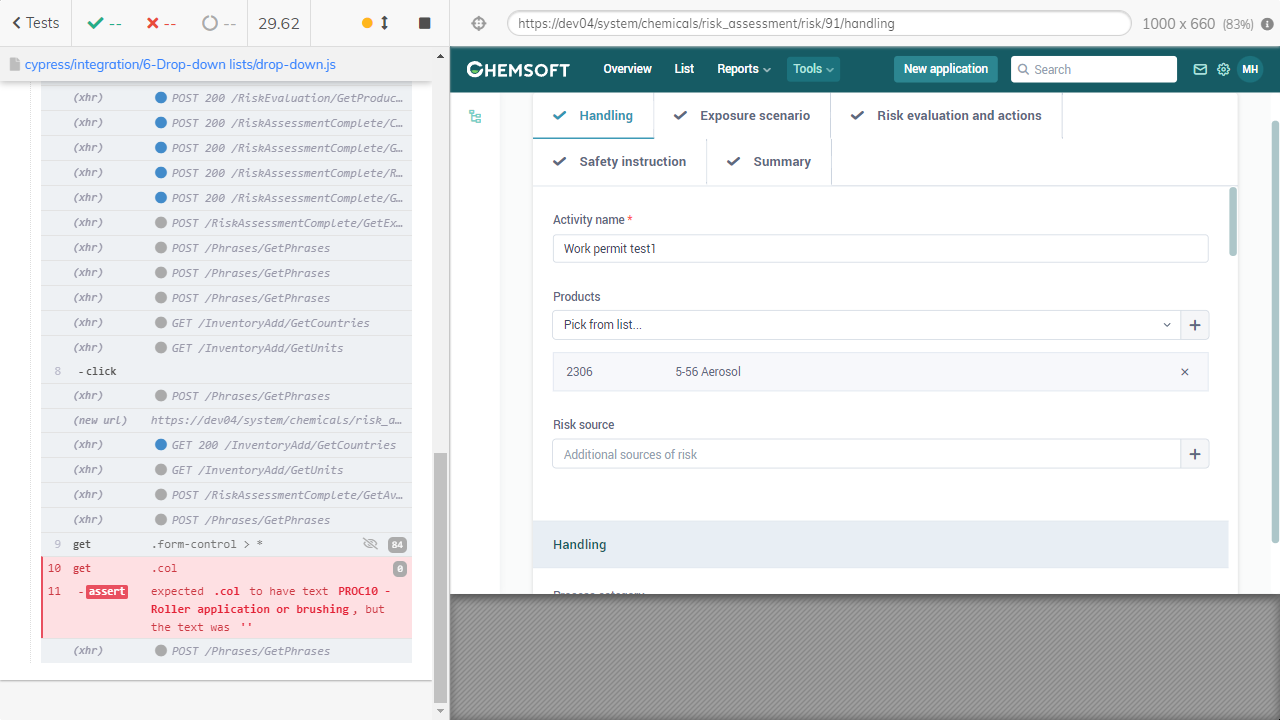 Tests
--
--
--
29.62
https://dev04/system/chemicals/risk_assessment/risk/91/handling
1000 x 660 (83%)
cypress/integration/6-Drop-down lists/drop-down.js
(xhr) POST 200 /RiskEvaluation/GetProduc...
(xhr) POST 200 /RiskAssessmentComplete/C...
(xhr) POST 200 /RiskAssessmentComplete/G...
(xhr) POST 200 /RiskAssessmentComplete/R...
(xhr) POST 200 /RiskAssessmentComplete/G...
(xhr) POST /RiskAssessmentComplete/GetEx...
(xhr) POST /Phrases/GetPhrases
(xhr) POST /Phrases/GetPhrases
(xhr) POST /Phrases/GetPhrases
(xhr) GET /InventoryAdd/GetCountries
(xhr) GET /InventoryAdd/GetUnits
8 -click
(xhr) POST /Phrases/GetPhrases
(new url) https://dev04/system/chemicals/risk_a...
(xhr) GET 200 /InventoryAdd/GetCountries
(xhr) GET /InventoryAdd/GetUnits
(xhr) POST /RiskAssessmentComplete/GetAv...
(xhr) POST /Phrases/GetPhrases
9 get .form-control > * 84
10 get .col 0
11 -assert expected .col to have text PROC10 -
Roller application or brushing, but
the text was ''
(xhr) POST /Phrases/GetPhrases
CHEMSOFT
Overview
List
Reports
Tools
New application
Search
MH
Handling
Exposure scenario
Risk evaluation and actions
Safety instruction
Summary
Activity name *
Work permit test1
Products
Pick from list...
+
2306 5-56 Aerosol ×
Risk source
Additional sources of risk
+
Handling
Process category